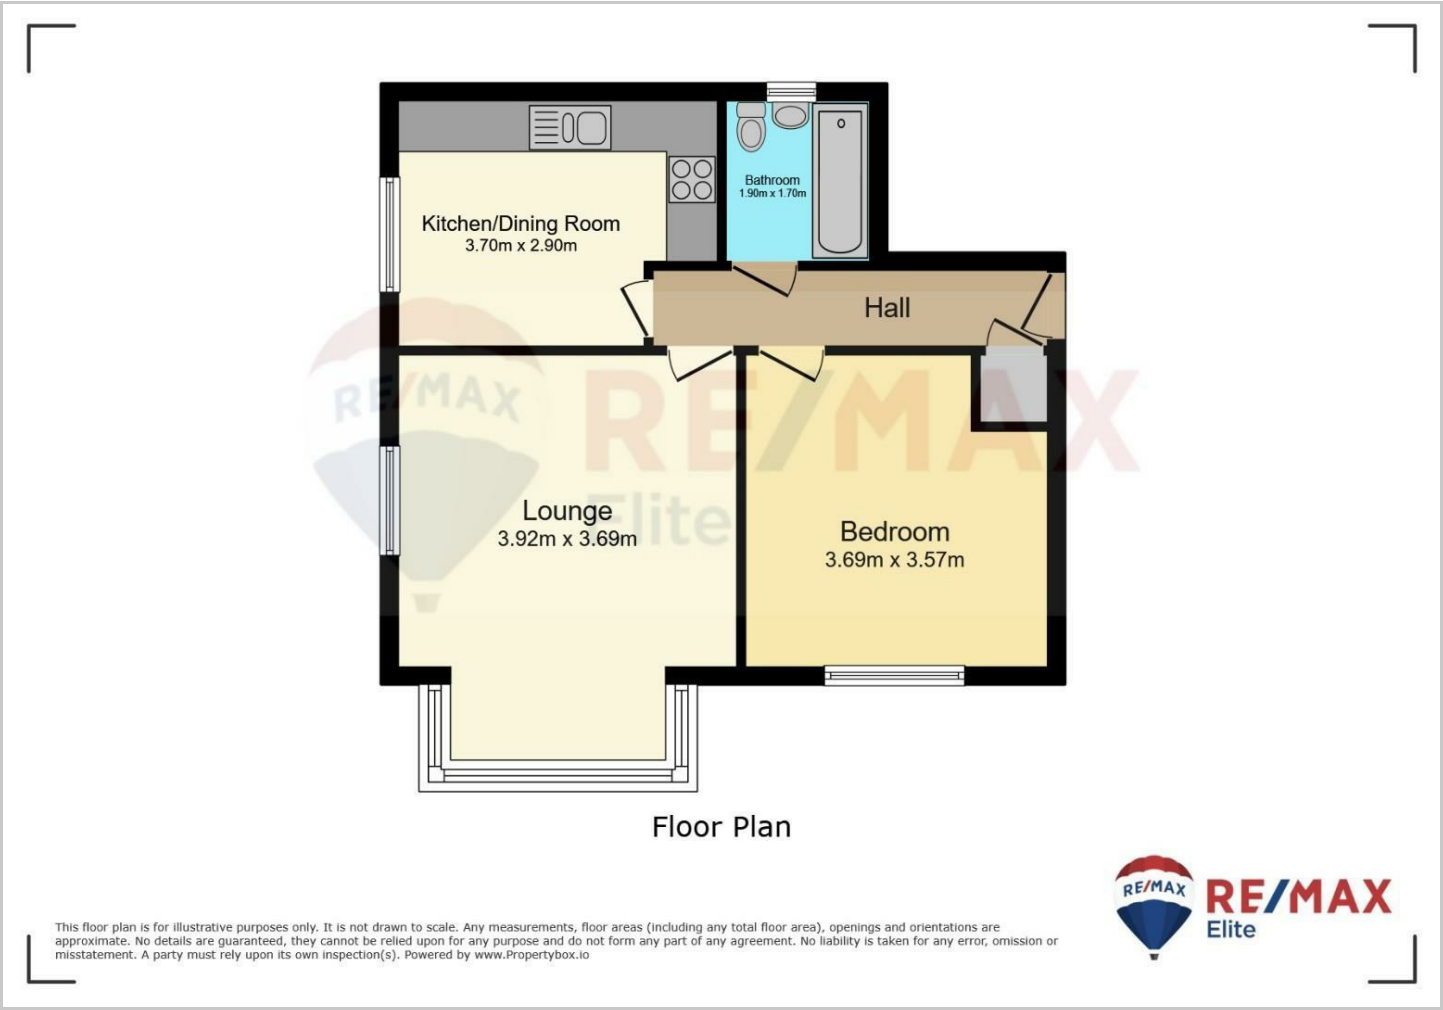 Kitchen/Dining Room
3.70m x 2.90m
Bathroom
1.90m x 1.70m
Hall
RE/MAX
RE/MAX
Elite
Lounge
3.92m x 3.69m
Bedroom
3.69m x 3.57m
Floor Plan
RE/MAX
RE/MAX
Elite
This floor plan is for illustrative purposes only. It is not drawn to scale. Any measurements, floor areas (including any total floor area), openings and orientations are
approximate. No details are guaranteed, they cannot be relied upon for any purpose and do not form any part of any agreement. No liability is taken for any error, omission or
misstatement. A party must rely upon its own inspection(s). Powered by www.Propertybox.io